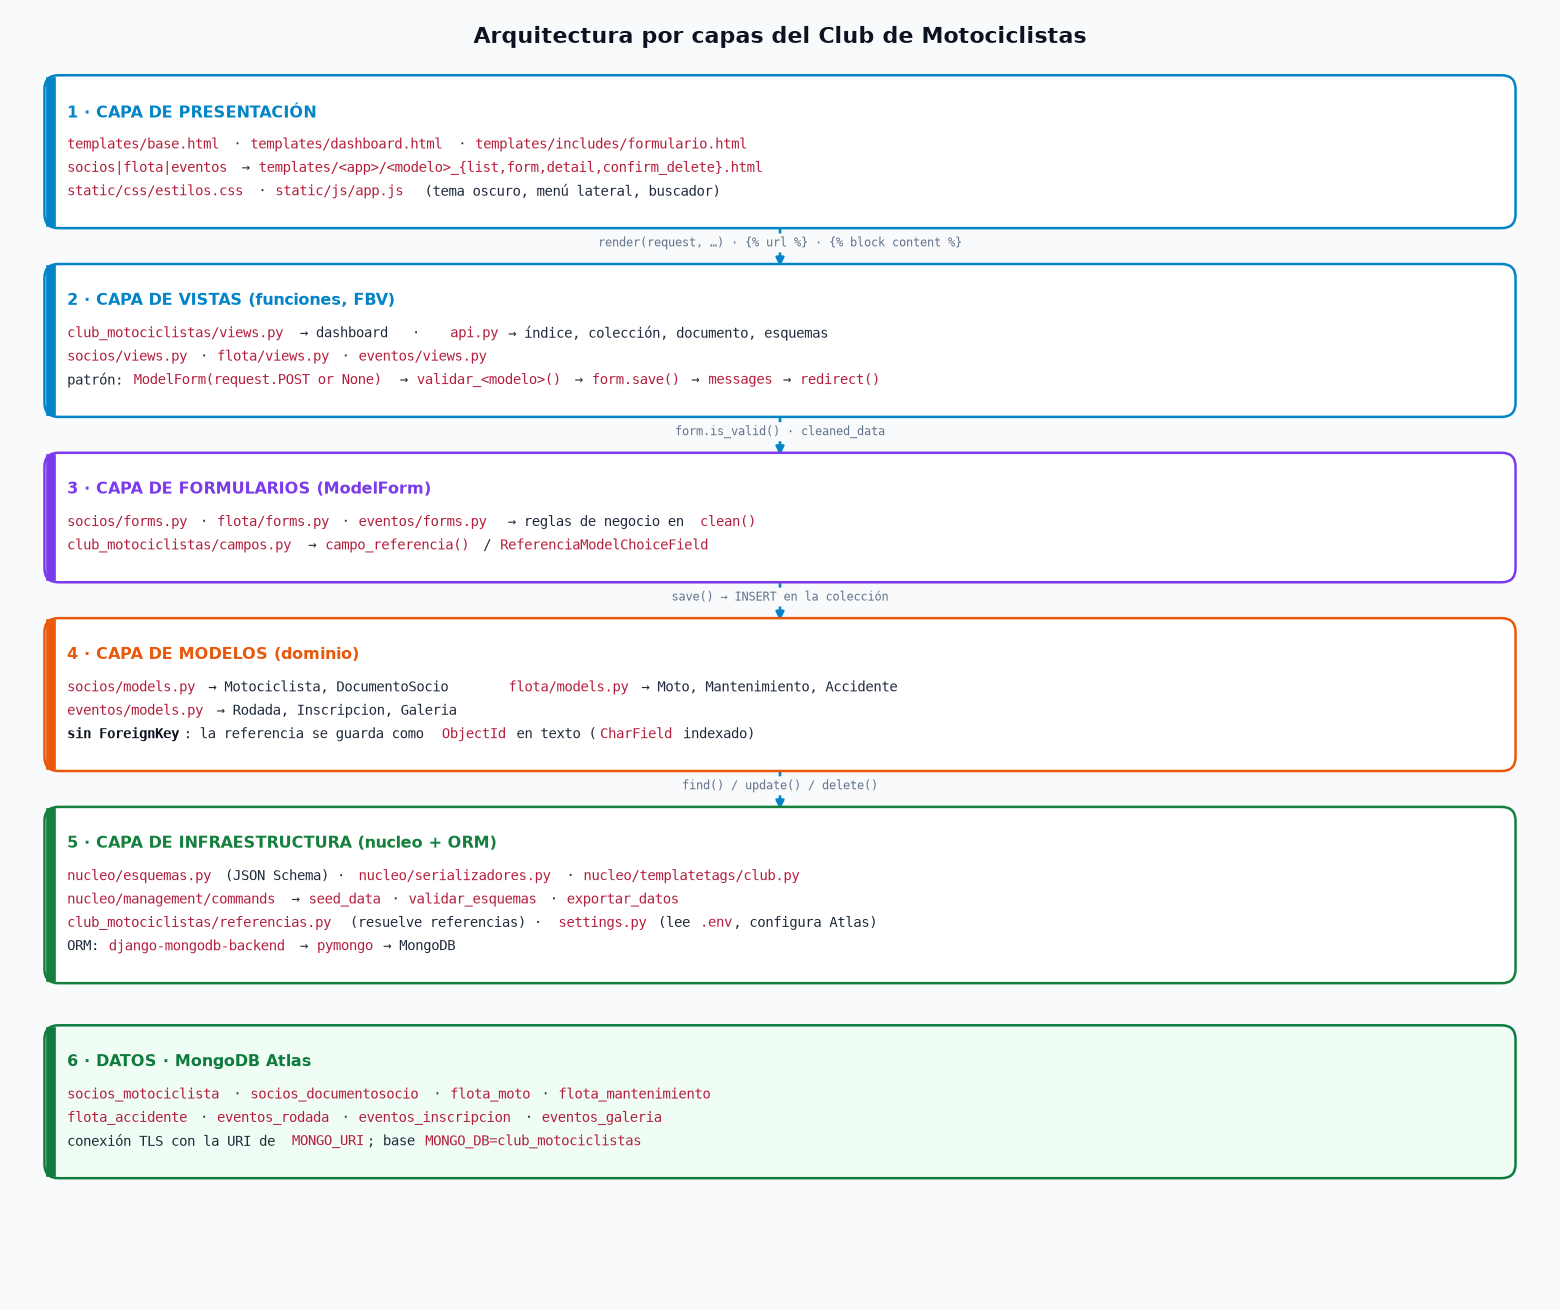 Arquitectura por capas del Club de Motociclistas
1 · CAPA DE PRESENTACIÓN
templates/base.html · templates/dashboard.html · templates/includes/formulario.html
socios|flota|eventos → templates/<app>/<modelo>_{list,form,detail,confirm_delete}.html
static/css/estilos.css · static/js/app.js (tema oscuro, menú lateral, buscador)
render(request, …) · {% url %} · {% block content %}
2 · CAPA DE VISTAS (funciones, FBV)
club_motociclistas/views.py → dashboard · api.py → índice, colección, documento, esquemas
socios/views.py · flota/views.py · eventos/views.py
patrón: ModelForm(request.POST or None) → validar_<modelo>() → form.save() → messages → redirect()
form.is_valid() · cleaned_data
3 · CAPA DE FORMULARIOS (ModelForm)
socios/forms.py · flota/forms.py · eventos/forms.py → reglas de negocio en clean()
club_motociclistas/campos.py → campo_referencia() / ReferenciaModelChoiceField
save() → INSERT en la colección
4 · CAPA DE MODELOS (dominio)
socios/models.py → Motociclista, DocumentoSocio flota/models.py → Moto, Mantenimiento, Accidente
eventos/models.py → Rodada, Inscripcion, Galeria
sin ForeignKey: la referencia se guarda como ObjectId en texto (CharField indexado)
find() / update() / delete()
5 · CAPA DE INFRAESTRUCTURA (nucleo + ORM)
nucleo/esquemas.py (JSON Schema) · nucleo/serializadores.py · nucleo/templatetags/club.py
nucleo/management/commands → seed_data · validar_esquemas · exportar_datos
club_motociclistas/referencias.py (resuelve referencias) · settings.py (lee .env, configura Atlas)
ORM: django-mongodb-backend → pymongo → MongoDB
6 · DATOS · MongoDB Atlas
socios_motociclista · socios_documentosocio · flota_moto · flota_mantenimiento
flota_accidente · eventos_rodada · eventos_inscripcion · eventos_galeria
conexión TLS con la URI de MONGO_URI; base MONGO_DB=club_motociclistas